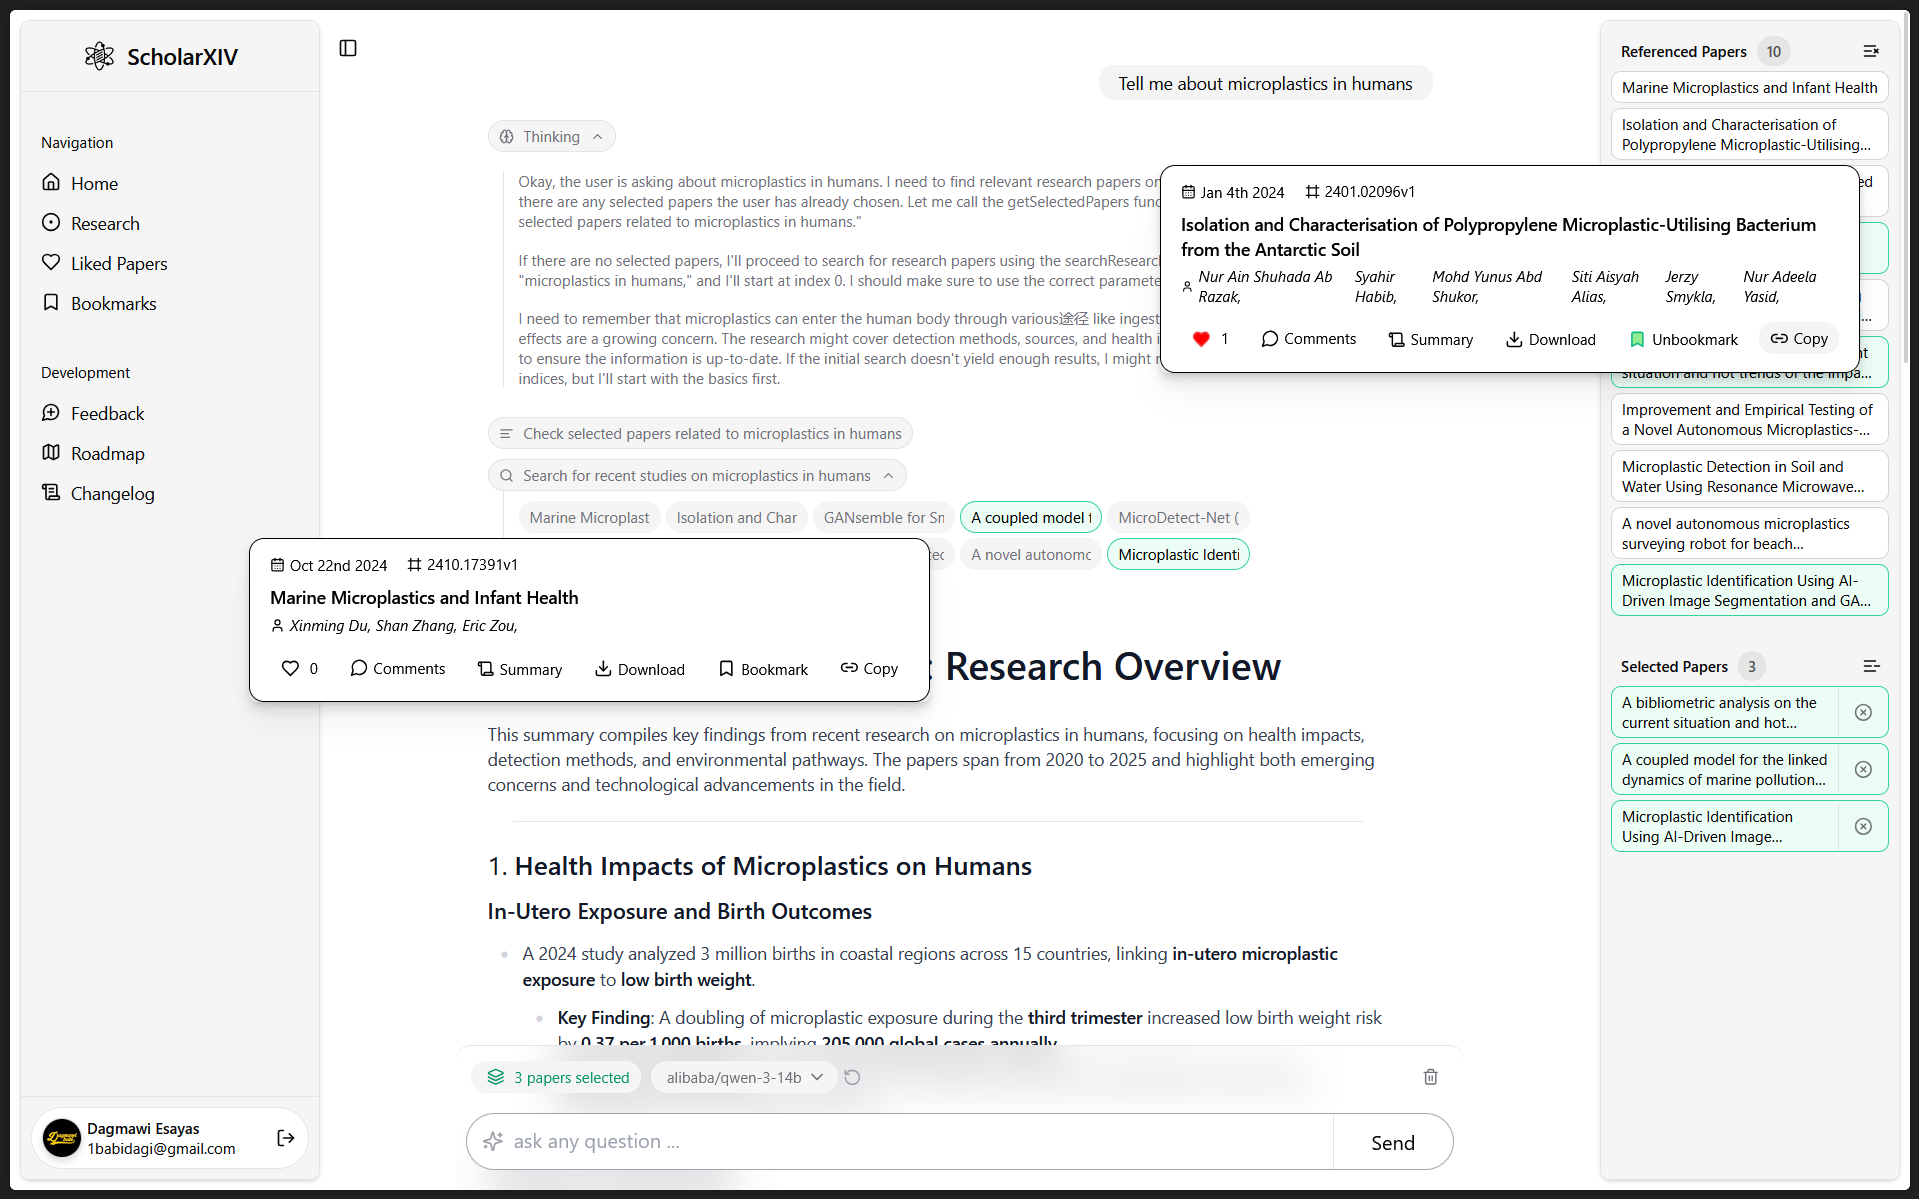 ScholarXIV
Navigation
Home
Research
Liked Papers
Bookmarks
Development
Feedback
Roadmap
Changelog
Dagmawi Esayas
1babidagi@gmail.com
Tell me about microplastics in humans
Thinking
Okay, the user is asking about microplastics in humans. I need to find relevant research papers on
there are any selected papers the user has already chosen. Let me call the getSelectedPapers func
selected papers related to microplastics in humans."
If there are no selected papers, I'll proceed to search for research papers using the searchResearc
"microplastics in humans," and I'll start at index 0. I should make sure to use the correct paramete
I need to remember that microplastics can enter the human body through various途径 like ingest
effects are a growing concern. The research might cover detection methods, sources, and health i
to ensure the information is up-to-date. If the initial search doesn't yield enough results, I might
indices, but I'll start with the basics first.
Check selected papers related to microplastics in humans
Search for recent studies on microplastics in humans
Marine Microplast
Isolation and Char
GANsemble for Sm
A coupled model f
MicroDetect-Net (
A novel autonomo
Microplastic Identi
Oct 22nd 2024 2410.17391v1
Marine Microplastics and Infant Health
Xinming Du, Shan Zhang, Eric Zou,
0 Comments Summary Download Bookmark Copy
: Research Overview
This summary compiles key findings from recent research on microplastics in humans, focusing on health impacts,
detection methods, and environmental pathways. The papers span from 2020 to 2025 and highlight both emerging
concerns and technological advancements in the field.
1. Health Impacts of Microplastics on Humans
In-Utero Exposure and Birth Outcomes
A 2024 study analyzed 3 million births in coastal regions across 15 countries, linking in-utero microplastic
exposure to low birth weight.
Key Finding: A doubling of microplastic exposure during the third trimester increased low birth weight risk
by 0.37 per 1,000 births, implying 205,000 global cases annually.
3 papers selected
alibaba/qwen-3-14b
ask any question ...
Send
Jan 4th 2024 2401.02096v1
Isolation and Characterisation of Polypropylene Microplastic-Utilising Bacterium
from the Antarctic Soil
Nur Ain Shuhada Ab Razak, Syahir Habib, Mohd Yunus Abd Shukor, Siti Aisyah Alias, Jerzy Smykla, Nur Adeela Yasid,
1 Comments Summary Download Unbookmark Copy
Referenced Papers 10
Marine Microplastics and Infant Health
Isolation and Characterisation of
Polypropylene Microplastic-Utilising...
situation and hot trends of the impa...
Improvement and Empirical Testing of
a Novel Autonomous Microplastics-...
Microplastic Detection in Soil and
Water Using Resonance Microwave...
A novel autonomous microplastics
surveying robot for beach...
Microplastic Identification Using AI-
Driven Image Segmentation and GA...
Selected Papers 3
A bibliometric analysis on the
current situation and hot...
A coupled model for the linked
dynamics of marine pollution...
Microplastic Identification
Using AI-Driven Image...